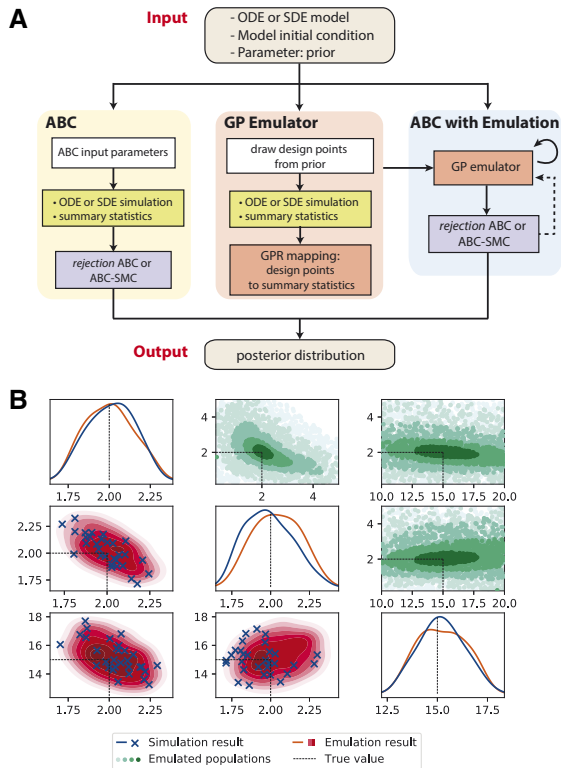 A
Input
- ODE or SDE model
- Model initial condition
- Parameter: prior
ABC
GP Emulator
ABC with Emulation
ABC input parameters
draw design points
from prior
GP emulator
• ODE or SDE simulation
• summary statistics
• ODE or SDE simulation
• summary statistics
rejection ABC or
ABC-SMC
GPR mapping:
design points
to summary statistics
rejection ABC or
ABC-SMC
Output
posterior distribution
B
1.75 2.00 2.25
4
2
2 4
4
2
10.0 12.5 15.0 17.5 20.0
2.25
2.00
1.75
1.75 2.00 2.25
1.75 2.00 2.25
4
2
10.0 12.5 15.0 17.5 20.0
18
16
14
1.75 2.00 2.25
18
16
14
1.75 2.00 2.25
12.5 15.0 17.5
Simulation result
Emulation result
Emulated populations
True value